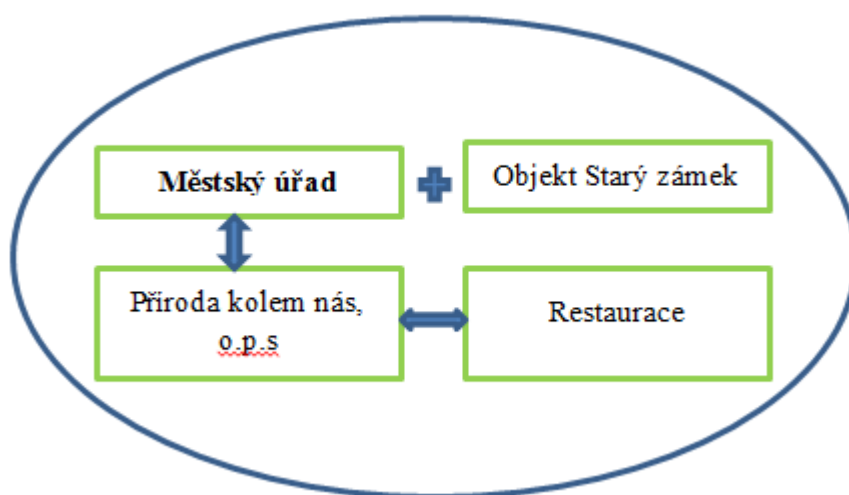 Městský úřad
Objekt Starý zámek
Příroda kolem nás,
o.p.s
Restaurace